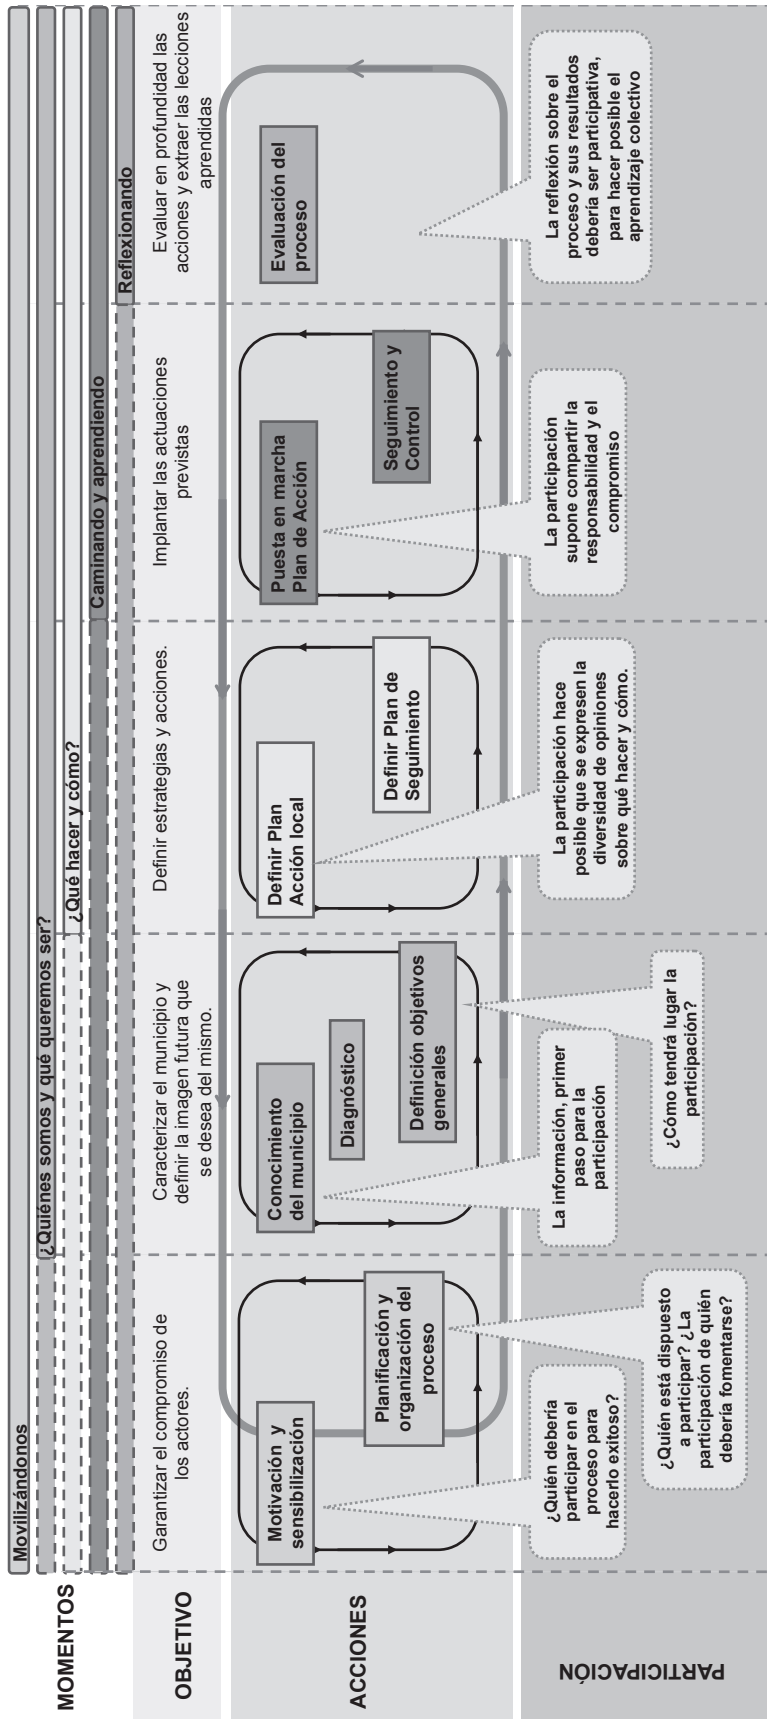 MOMENTOS
Movilizándonos
¿Quiénes somos y qué queremos ser?
¿Qué hacer y cómo?
Caminando y aprendiendo
Reflexionando
OBJETIVO
Garantizar el compromiso de
los actores.
Caracterizar el municipio y
definir la imagen futura que
se desea del mismo.
Definir estrategias y acciones.
Implantar las actuaciones
previstas
Evaluar en profundidad las
acciones y extraer las lecciones
aprendidas
ACCIONES
Motivación y
sensibilización
Planificación y
organización del
proceso
Conocimiento
del municipio
Diagnóstico
Definición objetivos
generales
Definir Plan
Acción local
Definir Plan de
Seguimiento
Puesta en marcha
Plan de Acción
Seguimiento y
Control
Evaluación del
proceso
PARTICIPACIÓN
¿Quién debería
participar en el
proceso para
hacerlo exitoso?
¿Quién está dispuesto
a participar? ¿La
participación de quién
debería fomentarse?
La información, primer
paso para la
participación
¿Cómo tendrá lugar la
participación?
La participación hace
posible que se expresen la
diversidad de opiniones
sobre qué hacer y cómo.
La participación
supone compartir la
responsabilidad y el
compromiso
La reflexión sobre el
proceso y sus resultados
debería ser participativa,
para hacer posible el
aprendizaje colectivo